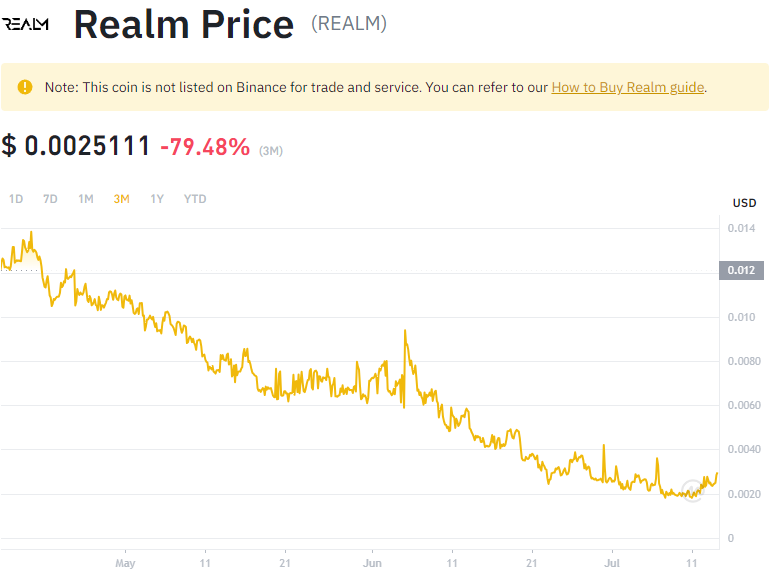 REALM
Realm Price (REALM)
Note: This coin is not listed on Binance for trade and service. You can refer to our How to Buy Realm guide.
$ 0.0025111 -79.48% (3M)
1D 7D 1M 3M 1Y YTD
USD
0.014
0.012
0.010
0.0080
0.0060
0.0040
0.0020
0
May 11 21 Jun 11 21 Jul 11